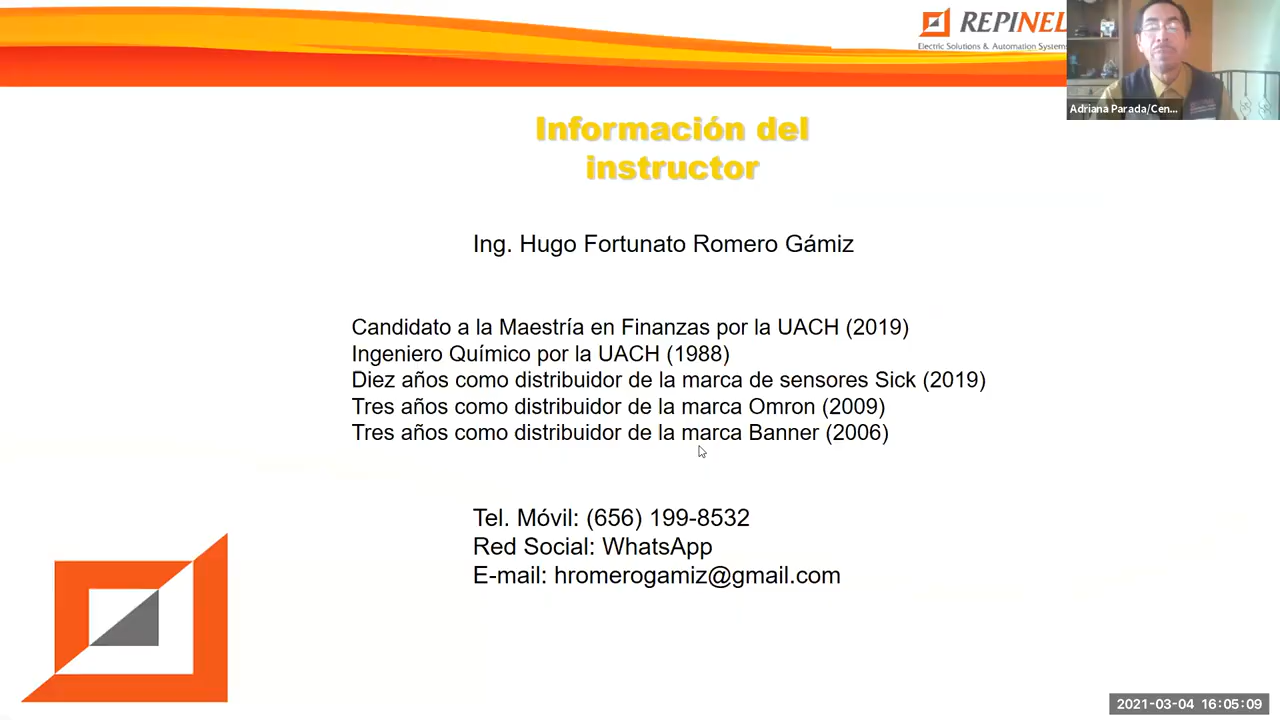 REPINEL
Electric Solutions & Automation Systems
Adriana Parada/Cen...
Información del
instructor
Ing. Hugo Fortunato Romero Gámiz
Candidato a la Maestría en Finanzas por la UACH (2019)
Ingeniero Químico por la UACH (1988)
Diez años como distribuidor de la marca de sensores Sick (2019)
Tres años como distribuidor de la marca Omron (2009)
Tres años como distribuidor de la marca Banner (2006)
Tel. Móvil: (656) 199-8532
Red Social: WhatsApp
E-mail: hromerogamiz@gmail.com
2021-03-04 16:05:09